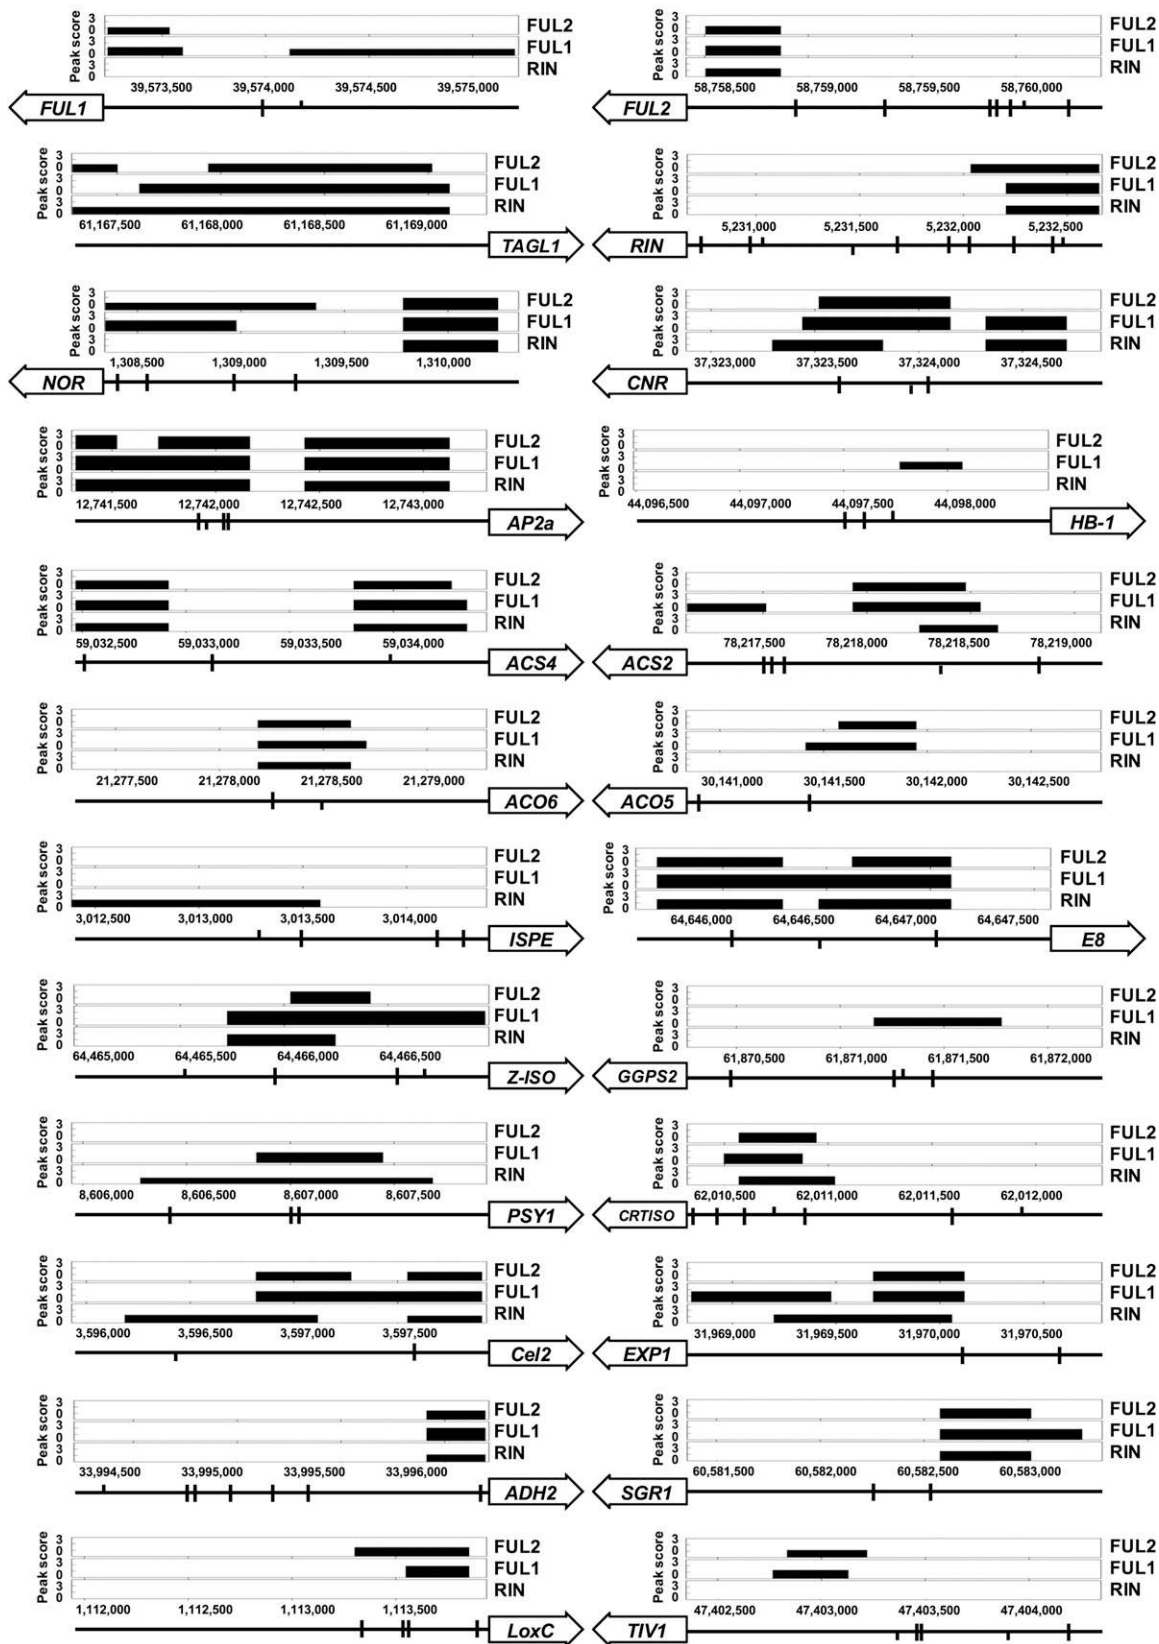 Peak score 3 0 3 0 3 0 FUL2
FUL1
RIN
39,573,500 39,574,000 39,574,500 39,575,000
FUL1
Peak score 3 0 3 0 3 0 FUL2
FUL1
RIN
58,758,500 58,759,000 58,759,500 58,760,000
FUL2
Peak score 3 0 3 0 3 0 FUL2
FUL1
RIN
61,167,500 61,168,000 61,168,500 61,169,000
TAGL1
Peak score 3 0 3 0 3 0 FUL2
FUL1
RIN
5,231,000 5,231,500 5,232,000 5,232,500
RIN
Peak score 3 0 3 0 3 0 FUL2
FUL1
RIN
1,308,500 1,309,000 1,309,500 1,310,000
NOR
Peak score 3 0 3 0 3 0 FUL2
FUL1
RIN
37,323,000 37,323,500 37,324,000 37,324,500
CNR
Peak score 3 0 3 0 3 0 FUL2
FUL1
RIN
12,741,500 12,742,000 12,742,500 12,743,000
AP2a
Peak score 3 0 3 0 3 0 FUL2
FUL1
RIN
44,096,500 44,097,000 44,097,500 44,098,000
HB-1
Peak score 3 0 3 0 3 0 FUL2
FUL1
RIN
59,032,500 59,033,000 59,033,500 59,034,000
ACS4
Peak score 3 0 3 0 3 0 FUL2
FUL1
RIN
78,217,500 78,218,000 78,218,500 78,219,000
ACS2
Peak score 3 0 3 0 3 0 FUL2
FUL1
RIN
21,277,500 21,278,000 21,278,500 21,279,000
ACO6
Peak score 3 0 3 0 3 0 FUL2
FUL1
RIN
30,141,000 30,141,500 30,142,000 30,142,500
ACO5
Peak score 3 0 3 0 3 0 FUL2
FUL1
RIN
3,012,500 3,013,000 3,013,500 3,014,000
ISPE
Peak score 3 0 3 0 3 0 FUL2
FUL1
RIN
64,646,000 64,646,500 64,647,000 64,647,500
E8
Peak score 3 0 3 0 3 0 FUL2
FUL1
RIN
64,465,000 64,465,500 64,466,000 64,466,500
Z-ISO
Peak score 3 0 3 0 3 0 FUL2
FUL1
RIN
61,870,500 61,871,000 61,871,500 61,872,000
GGPS2
Peak score 3 0 3 0 3 0 FUL2
FUL1
RIN
8,606,000 8,606,500 8,607,000 8,607,500
PSY1
Peak score 3 0 3 0 3 0 FUL2
FUL1
RIN
62,010,500 62,011,000 62,011,500 62,012,000
CRTISO
Peak score 3 0 3 0 3 0 FUL2
FUL1
RIN
3,596,000 3,596,500 3,597,000 3,597,500
Cel2
Peak score 3 0 3 0 3 0 FUL2
FUL1
RIN
31,969,000 31,969,500 31,970,000 31,970,500
EXP1
Peak score 3 0 3 0 3 0 FUL2
FUL1
RIN
33,994,500 33,995,000 33,995,500 33,996,000
ADH2
Peak score 3 0 3 0 3 0 FUL2
FUL1
RIN
60,581,500 60,582,000 60,582,500 60,583,000
SGR1
Peak score 3 0 3 0 3 0 FUL2
FUL1
RIN
1,112,000 1,112,500 1,113,000 1,113,500
LoxC
Peak score 3 0 3 0 3 0 FUL2
FUL1
RIN
47,402,500 47,403,000 47,403,500 47,404,000
TIV1